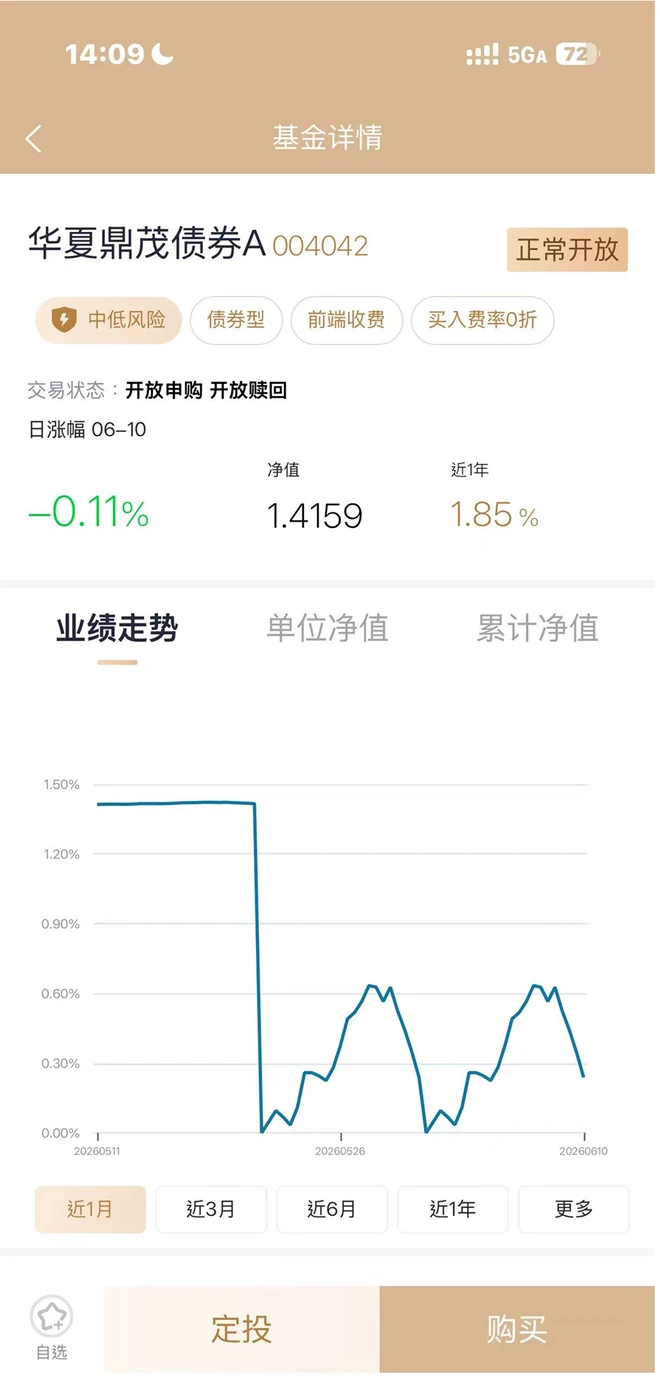 14:09 5GA 72
基金详情
华夏鼎茂债券A 004042 正常开放
中低风险 债券型 前端收费 买入费率0折
交易状态：开放申购 开放赎回
日涨幅 06-10
净值 近1年
-0.11% 1.4159 1.85 %
业绩走势 单位净值 累计净值
1.50%
1.20%
0.90%
0.60%
0.30%
0.00%
20260511 20260526 20260610
近1月 近3月 近6月 近1年 更多
自选 定投 购买